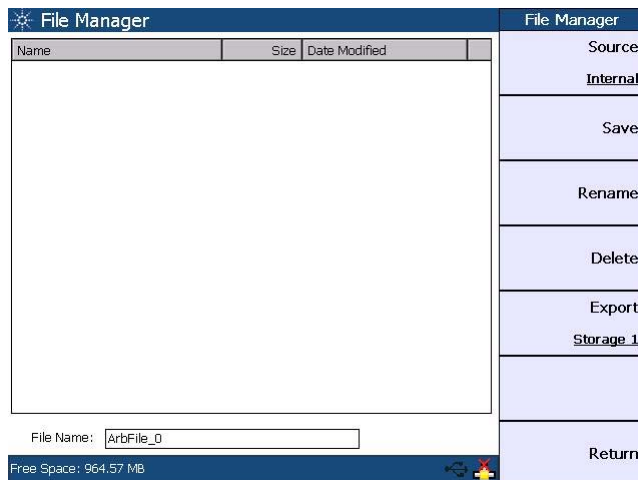 File Manager
File Manager
Name Size Date Modified
Source
Internal
Save
Rename
Delete
Export
Storage 1
File Name: ArbFile_0
Return
Free Space: 964.57 MB